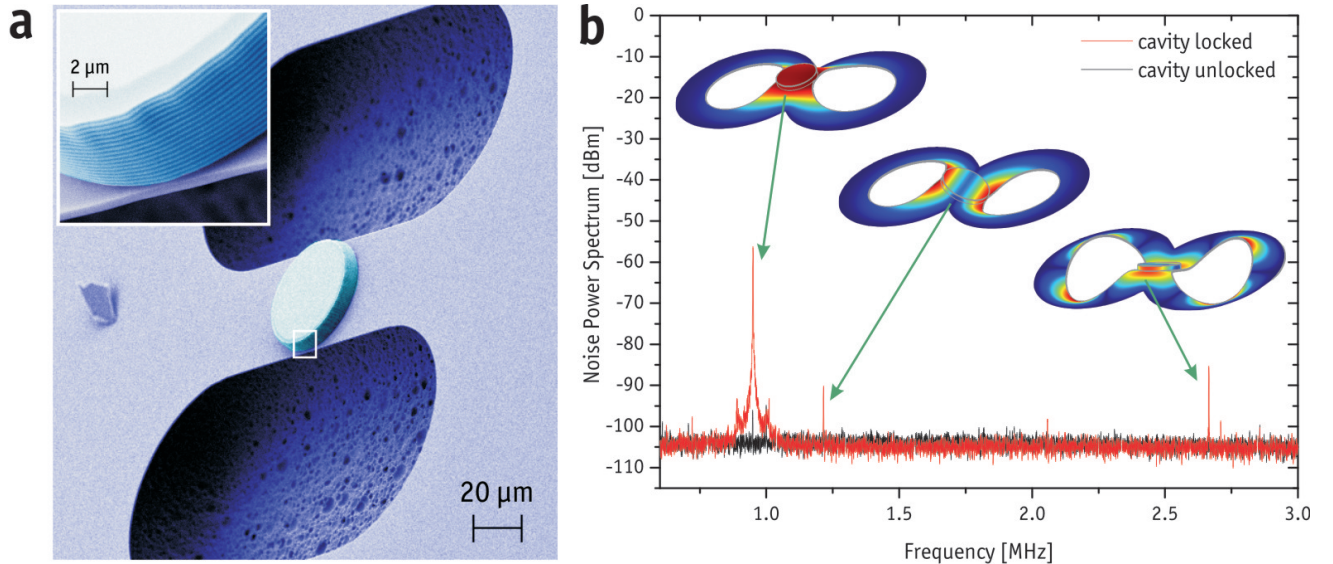 a
2 µm
20 µm
b
cavity locked
cavity unlocked
Noise Power Spectrum [dBm]
0
-10
-20
-30
-40
-50
-60
-70
-80
-90
-100
-110
1.0
1.5
2.0
2.5
3.0
Frequency [MHz]